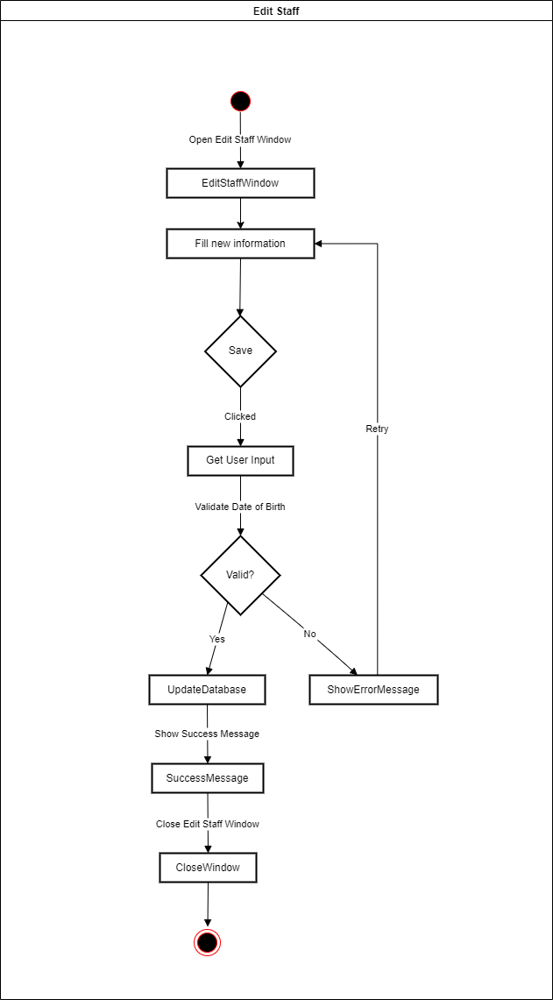 Edit Staff
Open Edit Staff Window
EditStaffWindow
Fill new information
Save
Clicked
Retry
Get User Input
Validate Date of Birth
Valid?
Yes
No
UpdateDatabase
ShowErrorMessage
Show Success Message
SuccessMessage
Close Edit Staff Window
CloseWindow